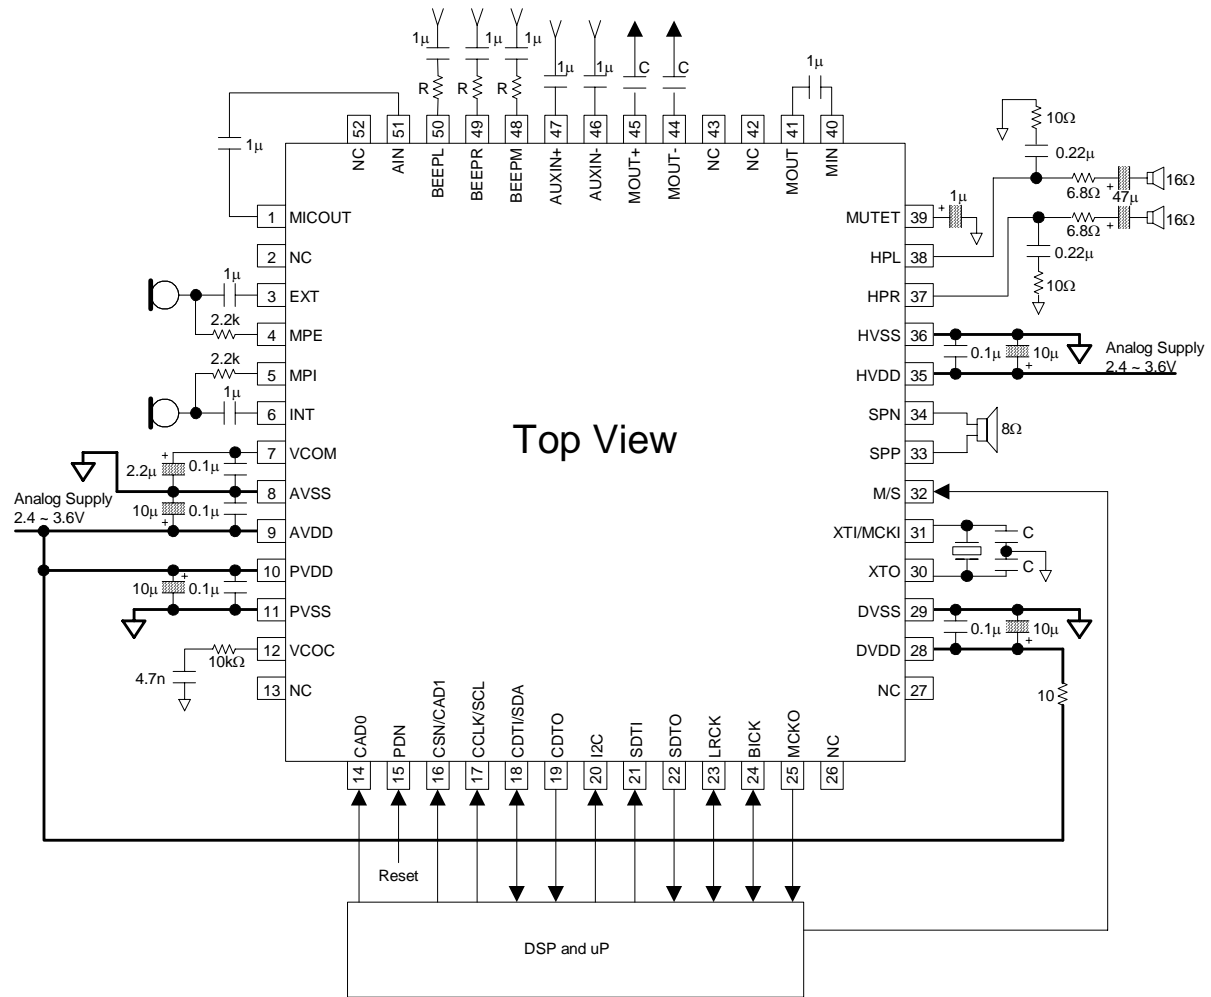 1µ
1µ
1µ
1µ
1µ
C
C
1µ
R
R
R
1µ
52
51
50
49
48
47
46
45
44
43
42
41
40
NC
AIN
BEEPL
BEEPR
BEEPM
AUXIN+
AUXIN-
MOUT+
MOUT-
NC
NC
MOUT
MIN
10Ω
0.22µ
6.8Ω
+
47µ
16Ω
6.8Ω
+
16Ω
0.22µ
10Ω
1 MICOUT
2 NC
1µ
3 EXT
2.2k
4 MPE
2.2k
5 MPI
1µ
6 INT
+
2.2µ
0.1µ
7 VCOM
8 AVSS
Analog Supply
2.4 ~ 3.6V
10µ
+
0.1µ
9 AVDD
10 PVDD
10µ
+
0.1µ
11 PVSS
12 VCOC
10kΩ
4.7n
13 NC
Top View
MUTET 39
+
1µ
HPL 38
HPR 37
HVSS 36
0.1µ
10µ
+
Analog Supply
2.4 ~ 3.6V
HVDD 35
SPN 34
8Ω
SPP 33
M/S 32
XTI/MCKI 31
C
C
XTO 30
DVSS 29
0.1µ
10µ
+
DVDD 28
NC 27
10
CAD0
PDN
CSN/CAD1
CCLK/SCL
CDTI/SDA
CDTO
I2C
SDTI
SDTO
LRCK
BICK
MCKO
NC
14
15
16
17
18
19
20
21
22
23
24
25
26
Reset
DSP and uP